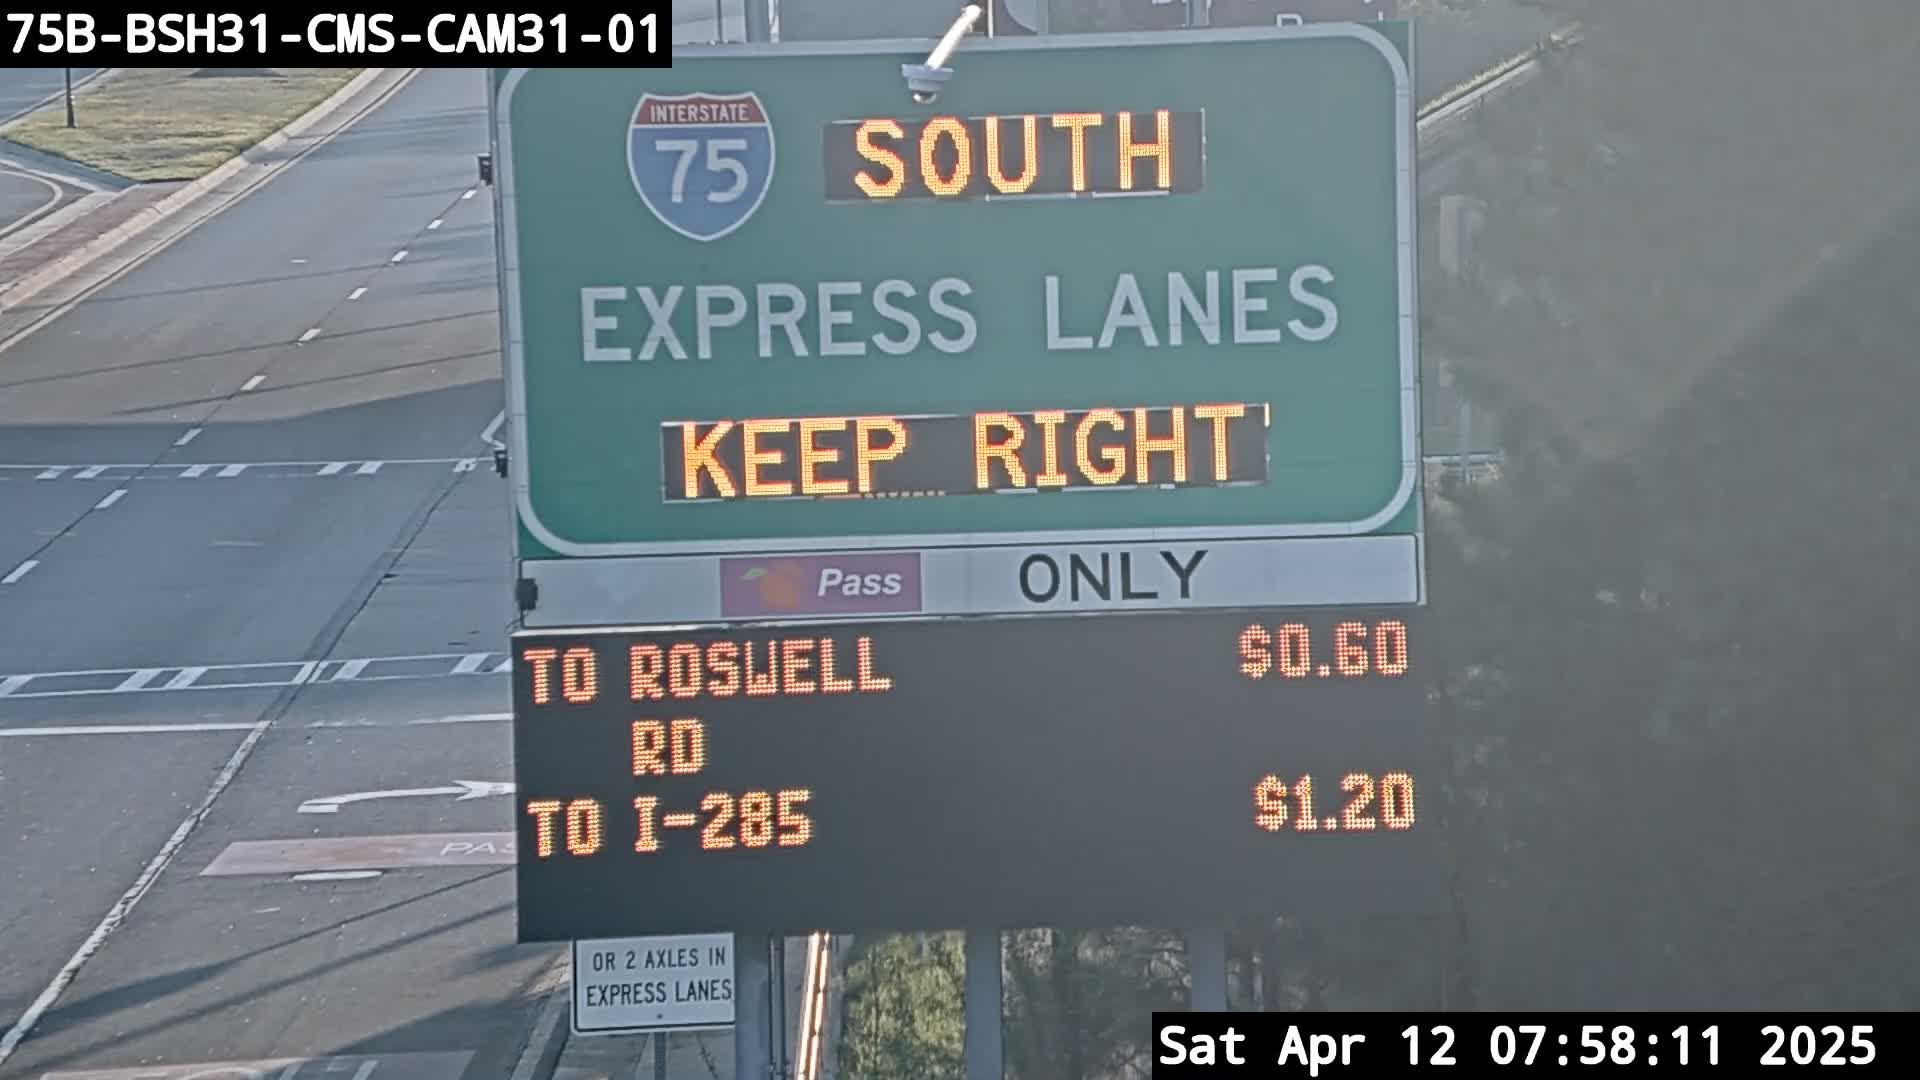 75B-BSH31-CMS-CAM31-01
INTERSTATE
75
SOUTH
EXPRESS LANES
KEEP RIGHT
Pass ONLY
TO ROSWELL $0.60
RD
TO I-285 $1.20
OR 2 AXLES IN
EXPRESS LANES
Sat Apr 12 07:58:11 2025